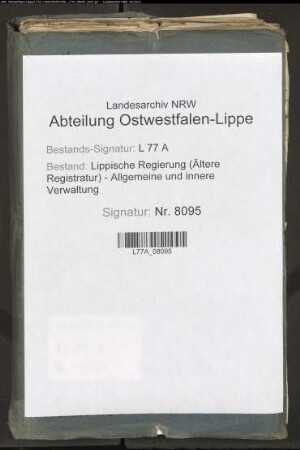 Landesarchiv NRW
Abteilung Ostwestfalen-Lippe
Bestands-Signatur: L 77 A
Bestand: Lippische Regierung (Ältere
Registratur) - Allgemeine und innere
Verwaltung
Signatur: Nr. 8095
L77A_08095